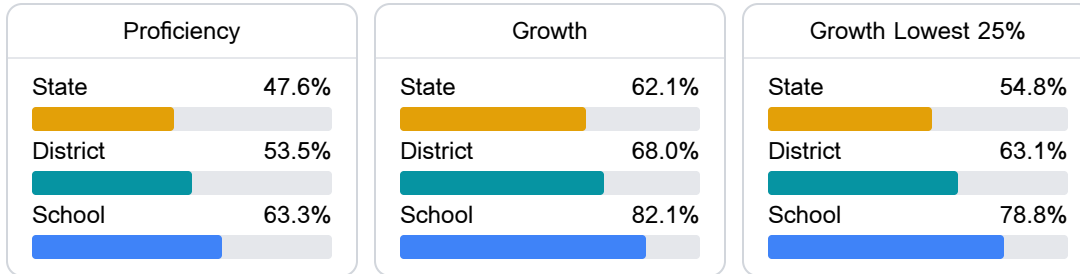 Proficiency
State 47.6%
District 53.5%
School 63.3%
Growth
State 62.1%
District 68.0%
School 82.1%
Growth Lowest 25%
State 54.8%
District 63.1%
School 78.8%